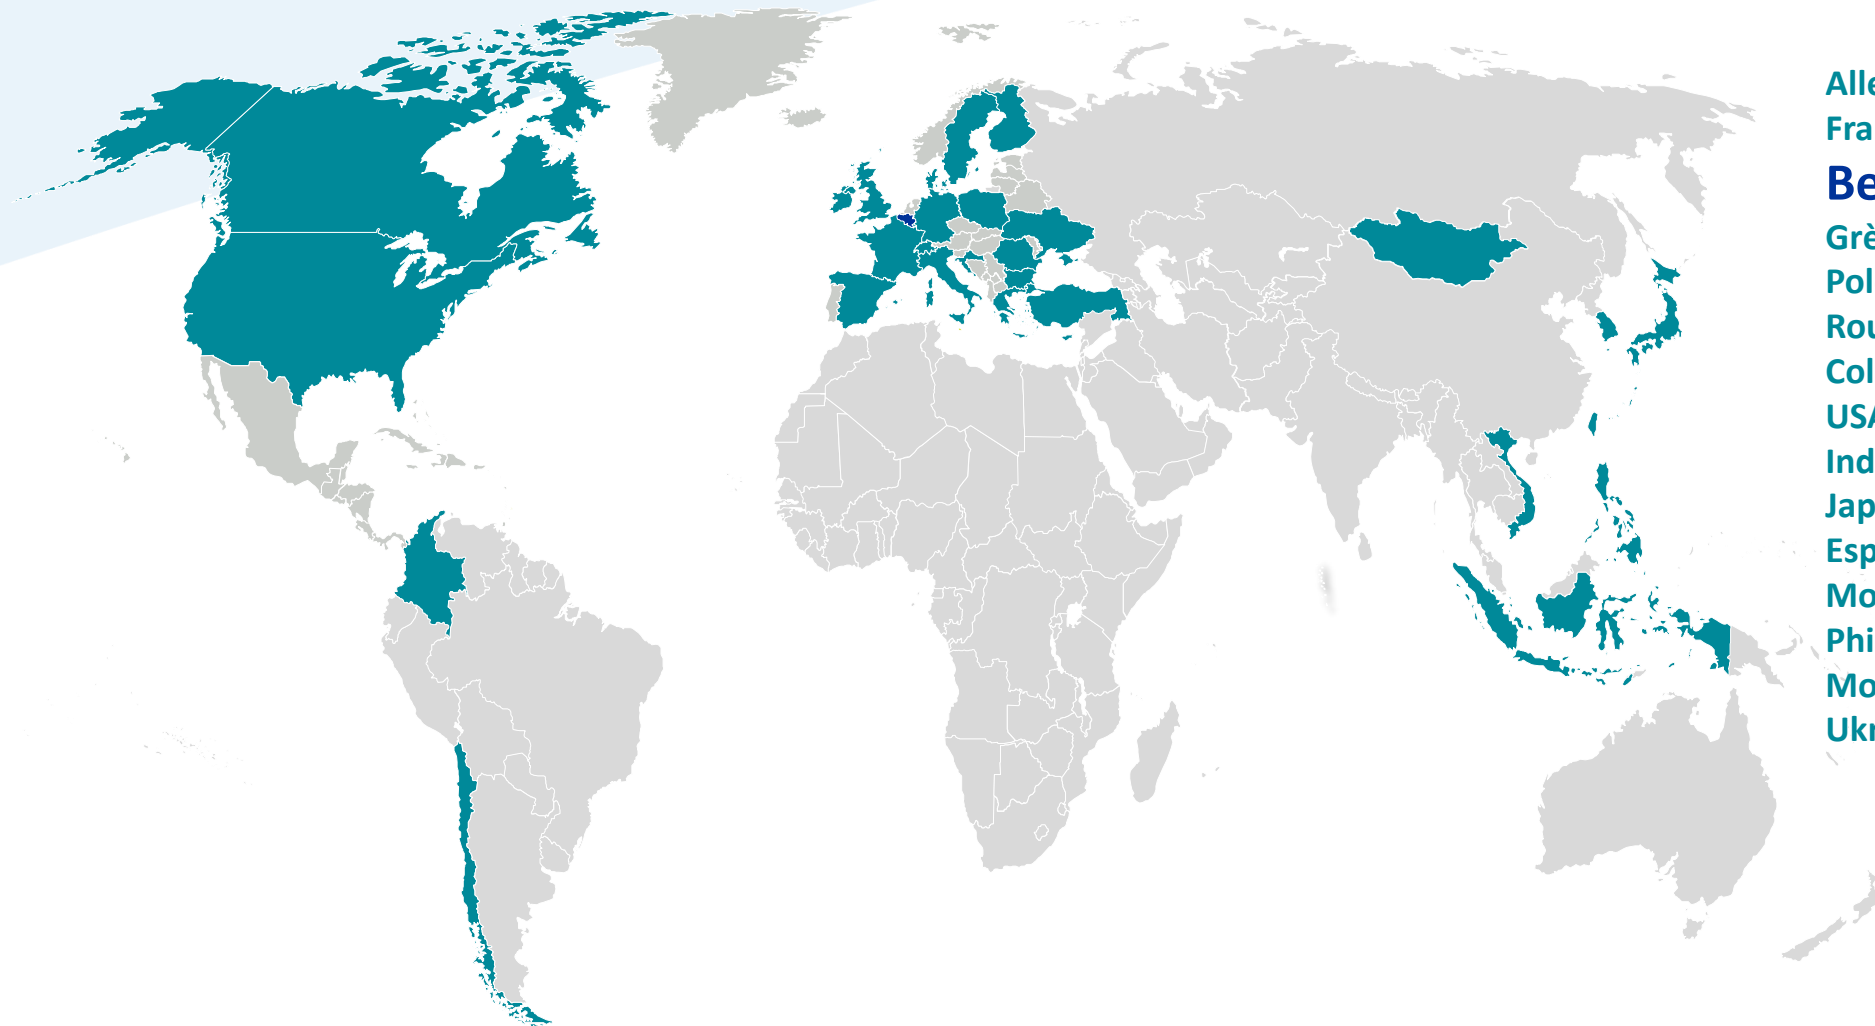 Alle
Fra
Be
Grè
Pol
Rou
Col
USA
Ind
Jap
Esp
Mo
Phi
Mo
Ukr